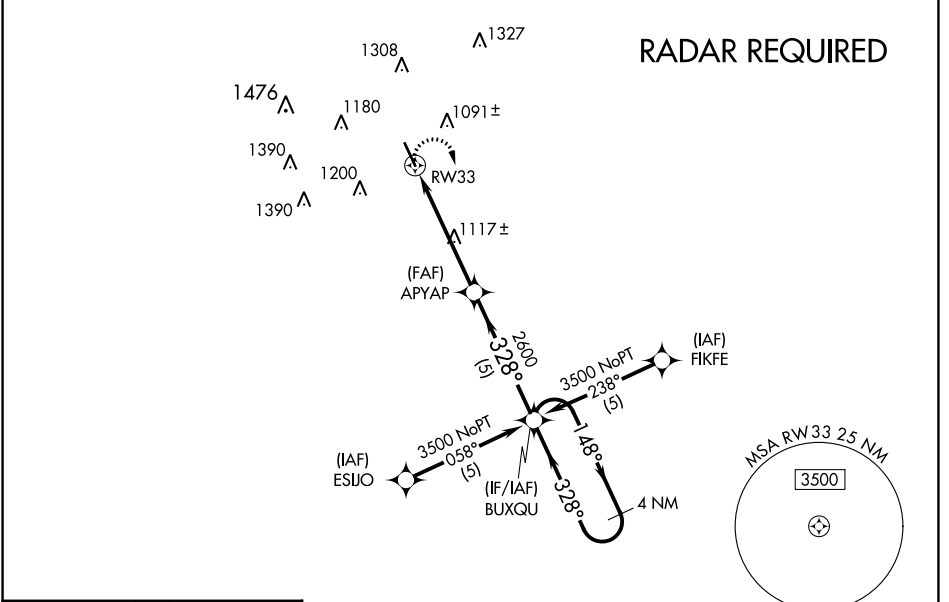 1327
1308
RADAR REQUIRED
1476
1180
1091±
1390
1200
RW33
1390
1117±
(FAF)
APYAP
2600
328°
(5)
(IAF)
FIKFE
3500 NoPT
238°
(5)
3500 NoPT
058°
(5)
(IAF)
ESIJO
(IF/IAF)
BUXQU
148°
328°
4 NM
MSA RW33 25 NM
3500